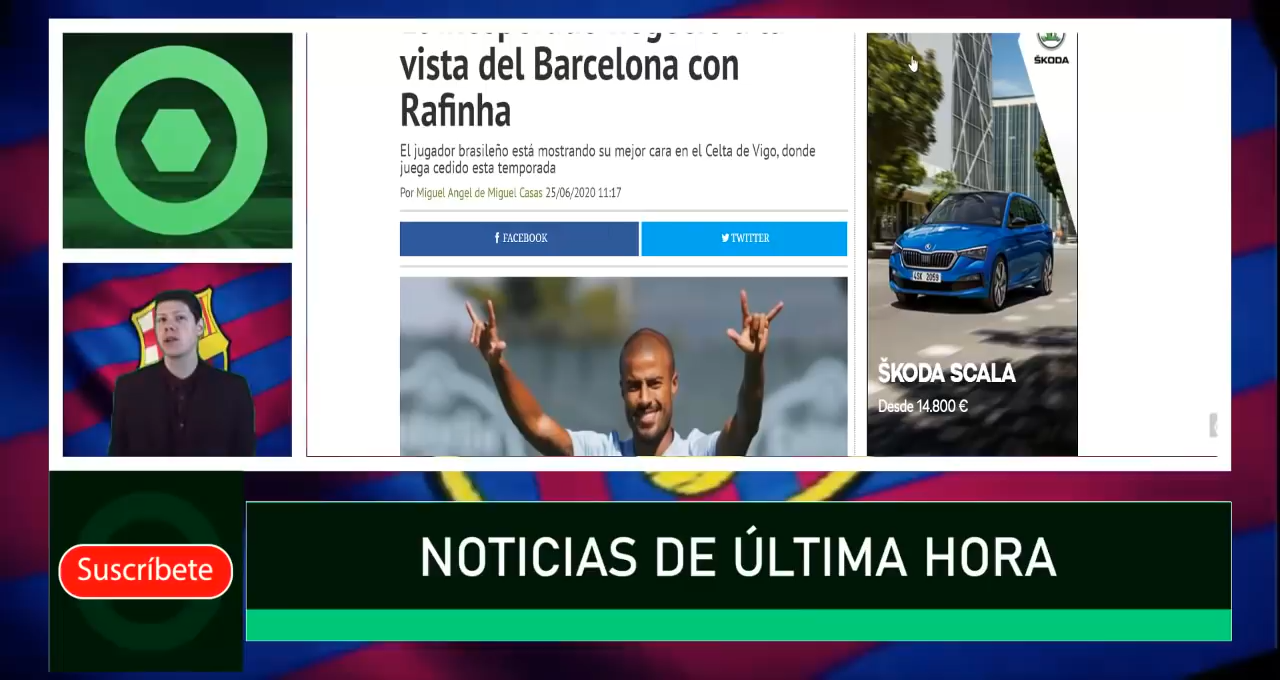 vista del Barcelona con
Rafinha
El jugador brasileño está mostrando su mejor cara en el Celta de Vigo, donde
juega cedido esta temporada
Por Miguel Angel de Miguel Casas 25/06/2020 11:17
FACEBOOK
TWITTER
ŠKODA
4SK 2059
ŠKODA SCALA
Desde 14.800 €
Suscríbete
NOTICIAS DE ÚLTIMA HORA